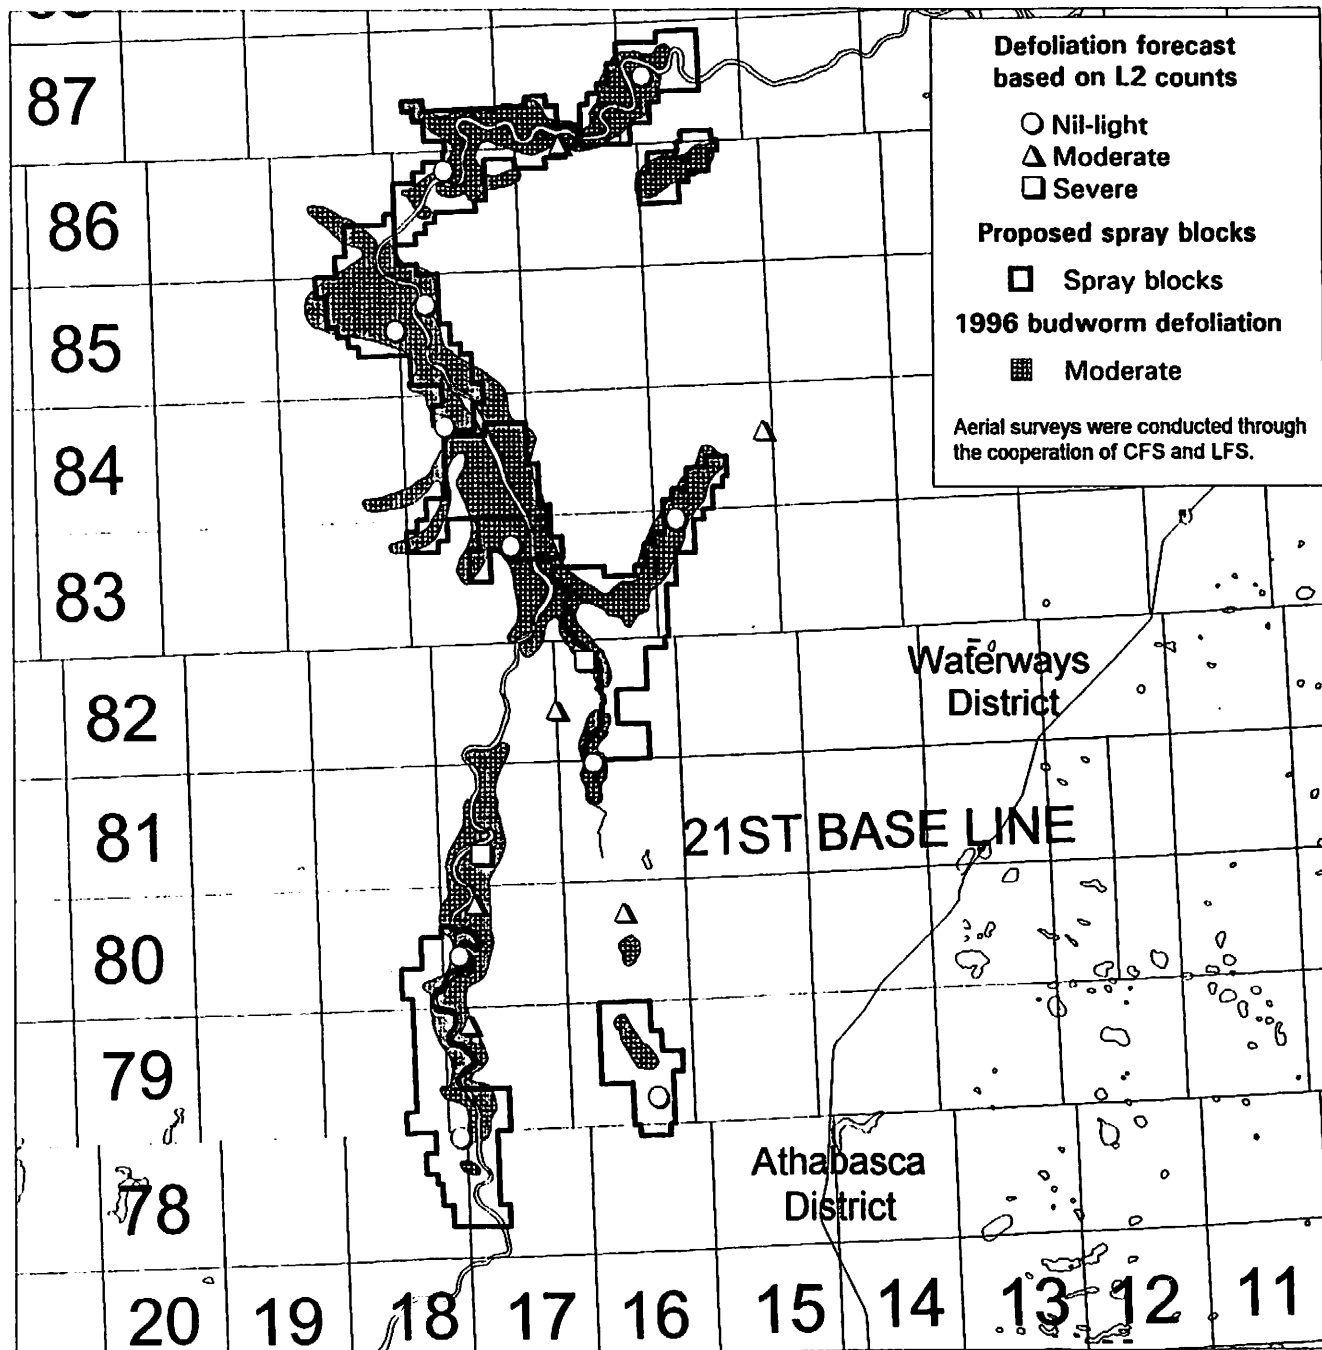 Defoliation forecast
based on L2 counts
Nil-light
Moderate
Severe
Proposed spray blocks
Spray blocks
1996 budworm defoliation
Moderate
Aerial surveys were conducted through
the cooperation of CFS and LFS.
87
86
85
84
83
82
81
80
79
78
Waterways
District
21ST BASE LINE
Athabasca
District
20
19
18
17
16
15
14
13
12
11